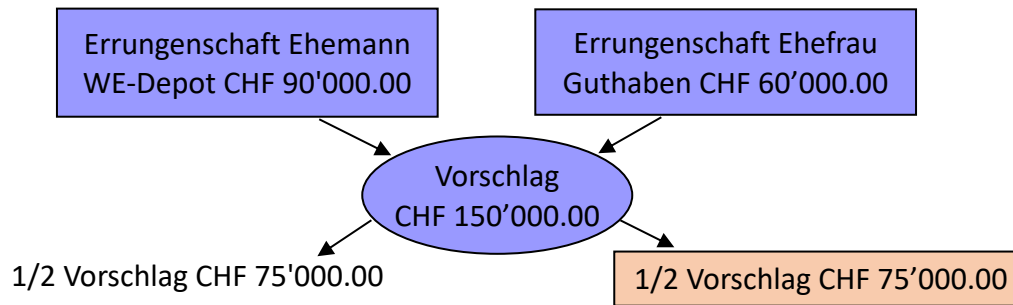 Errungenschaft Ehemann
WE-Depot CHF 90'000.00
Errungenschaft Ehefrau
Guthaben CHF 60’000.00
Vorschlag
CHF 150’000.00
1/2 Vorschlag CHF 75'000.00
1/2 Vorschlag CHF 75’000.00